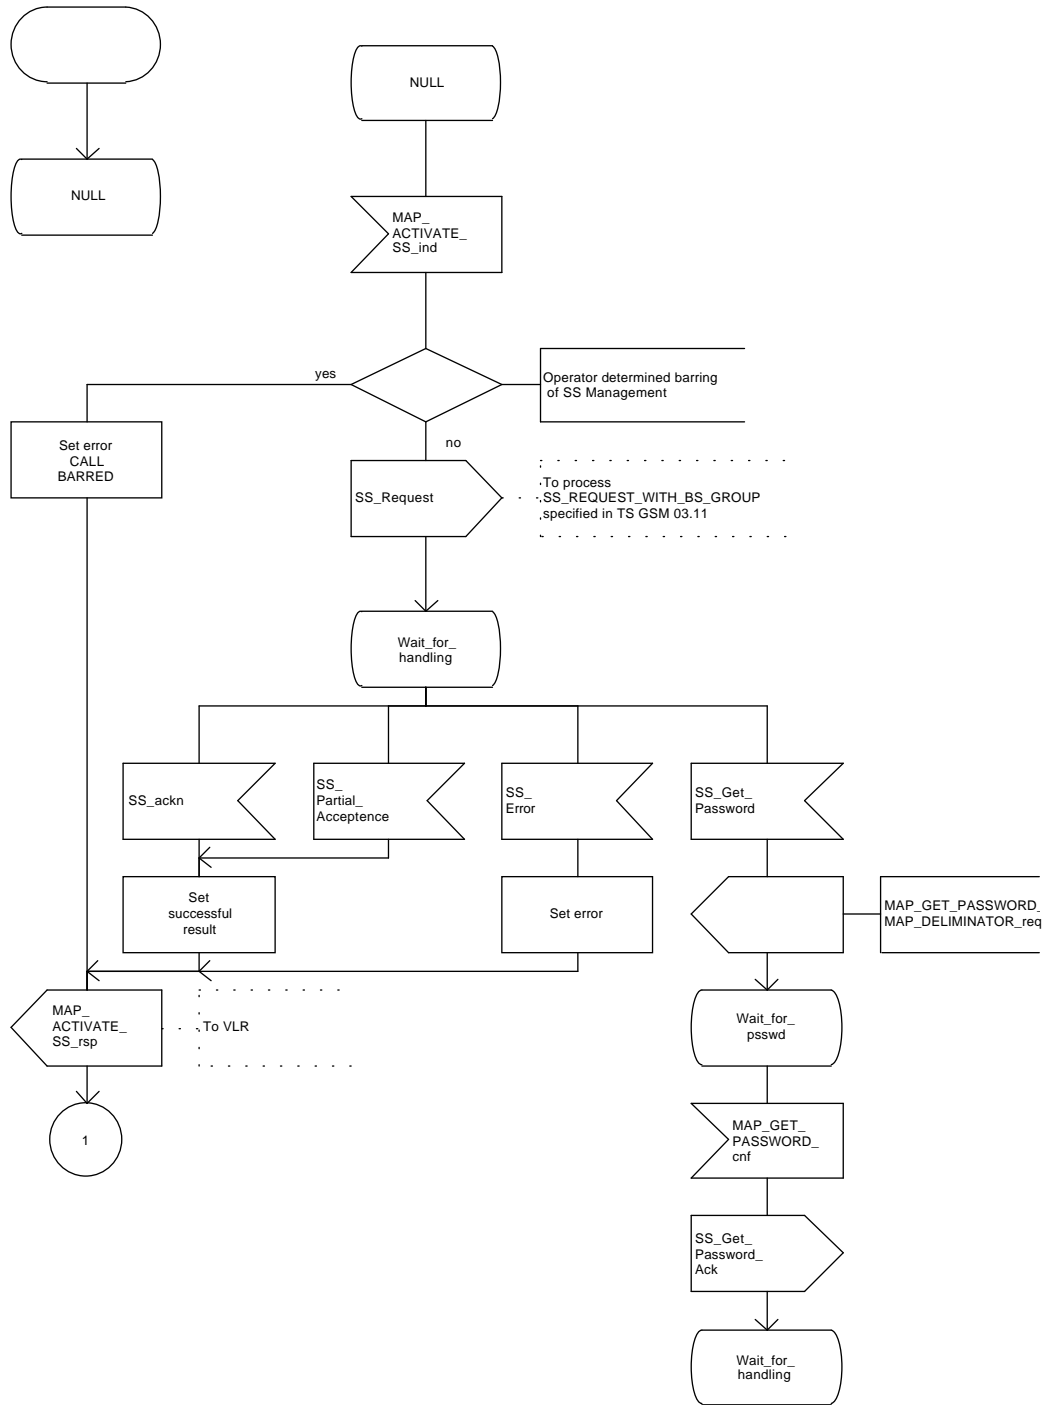 NULL
NULL
MAP_
ACTIVATE_
SS_ind
yes
Operator determined barring
of SS Management
Set error
CALL
BARRED
no
SS_Request
To process
SS_REQUEST_WITH_BS_GROUP
specified in TS GSM 03.11
Wait_for_
handling
SS_ackn
SS_
Partial_
Acceptence
SS_
Error
SS_Get_
Password
Set
successful
result
Set error
MAP_GET_PASSWORD_
MAP_DELIMINATOR_req
MAP_
ACTIVATE_
SS_rsp
To VLR
Wait_for_
psswd
1
MAP_GET_
PASSWORD_
cnf
SS_Get_
Password_
Ack
Wait_for_
handling